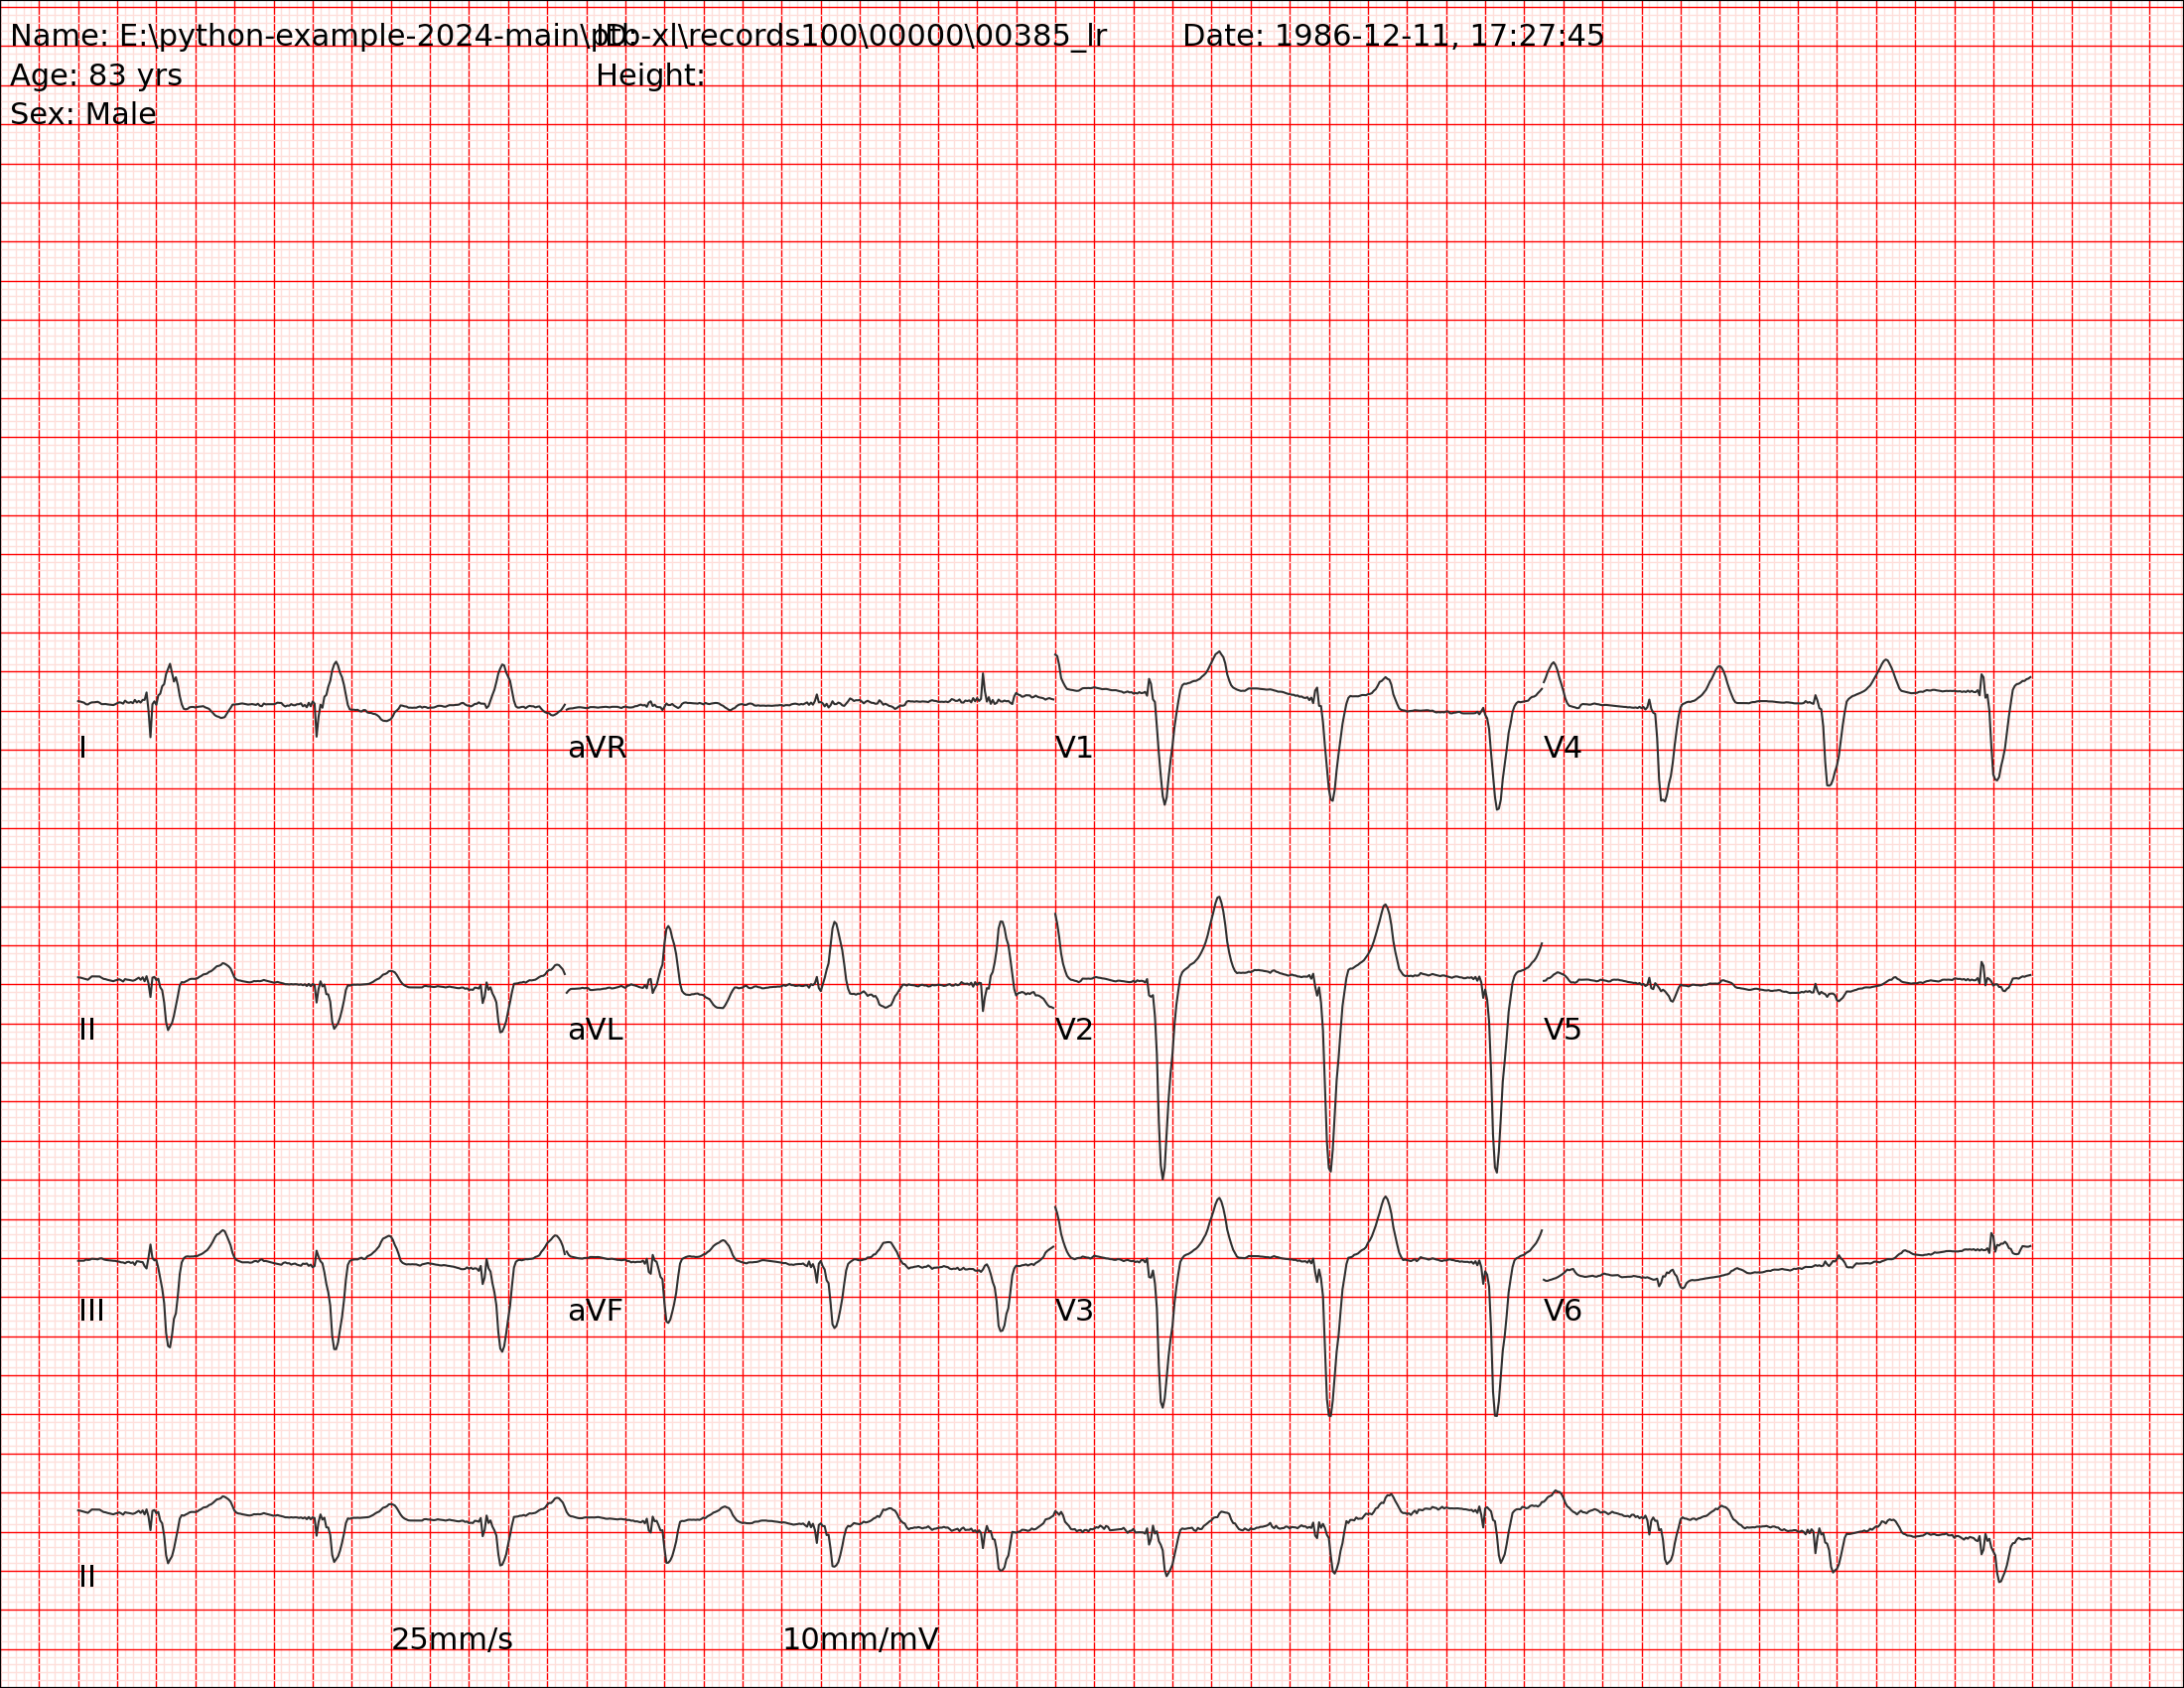 Name: E:\python-example-2024-main\ptb-xl\records100\00000\00385_lr ID: Date: 1986-12-11, 17:27:45
Age: 83 yrs Height:
Sex: Male
I aVR V1 V4
II aVL V2 V5
III aVF V3 V6
II
25mm/s 10mm/mV